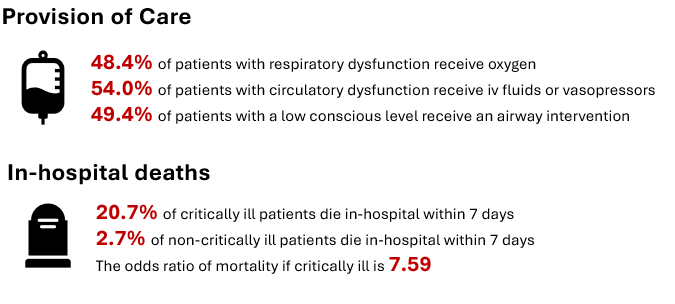 Provision of Care
48.4% of patients with respiratory dysfunction receive oxygen
54.0% of patients with circulatory dysfunction receive iv fluids or vasopressors
49.4% of patients with a low conscious level receive an airway intervention
In-hospital deaths
20.7% of critically ill patients die in-hospital within 7 days
2.7% of non-critically ill patients die in-hospital within 7 days
The odds ratio of mortality if critically ill is 7.59